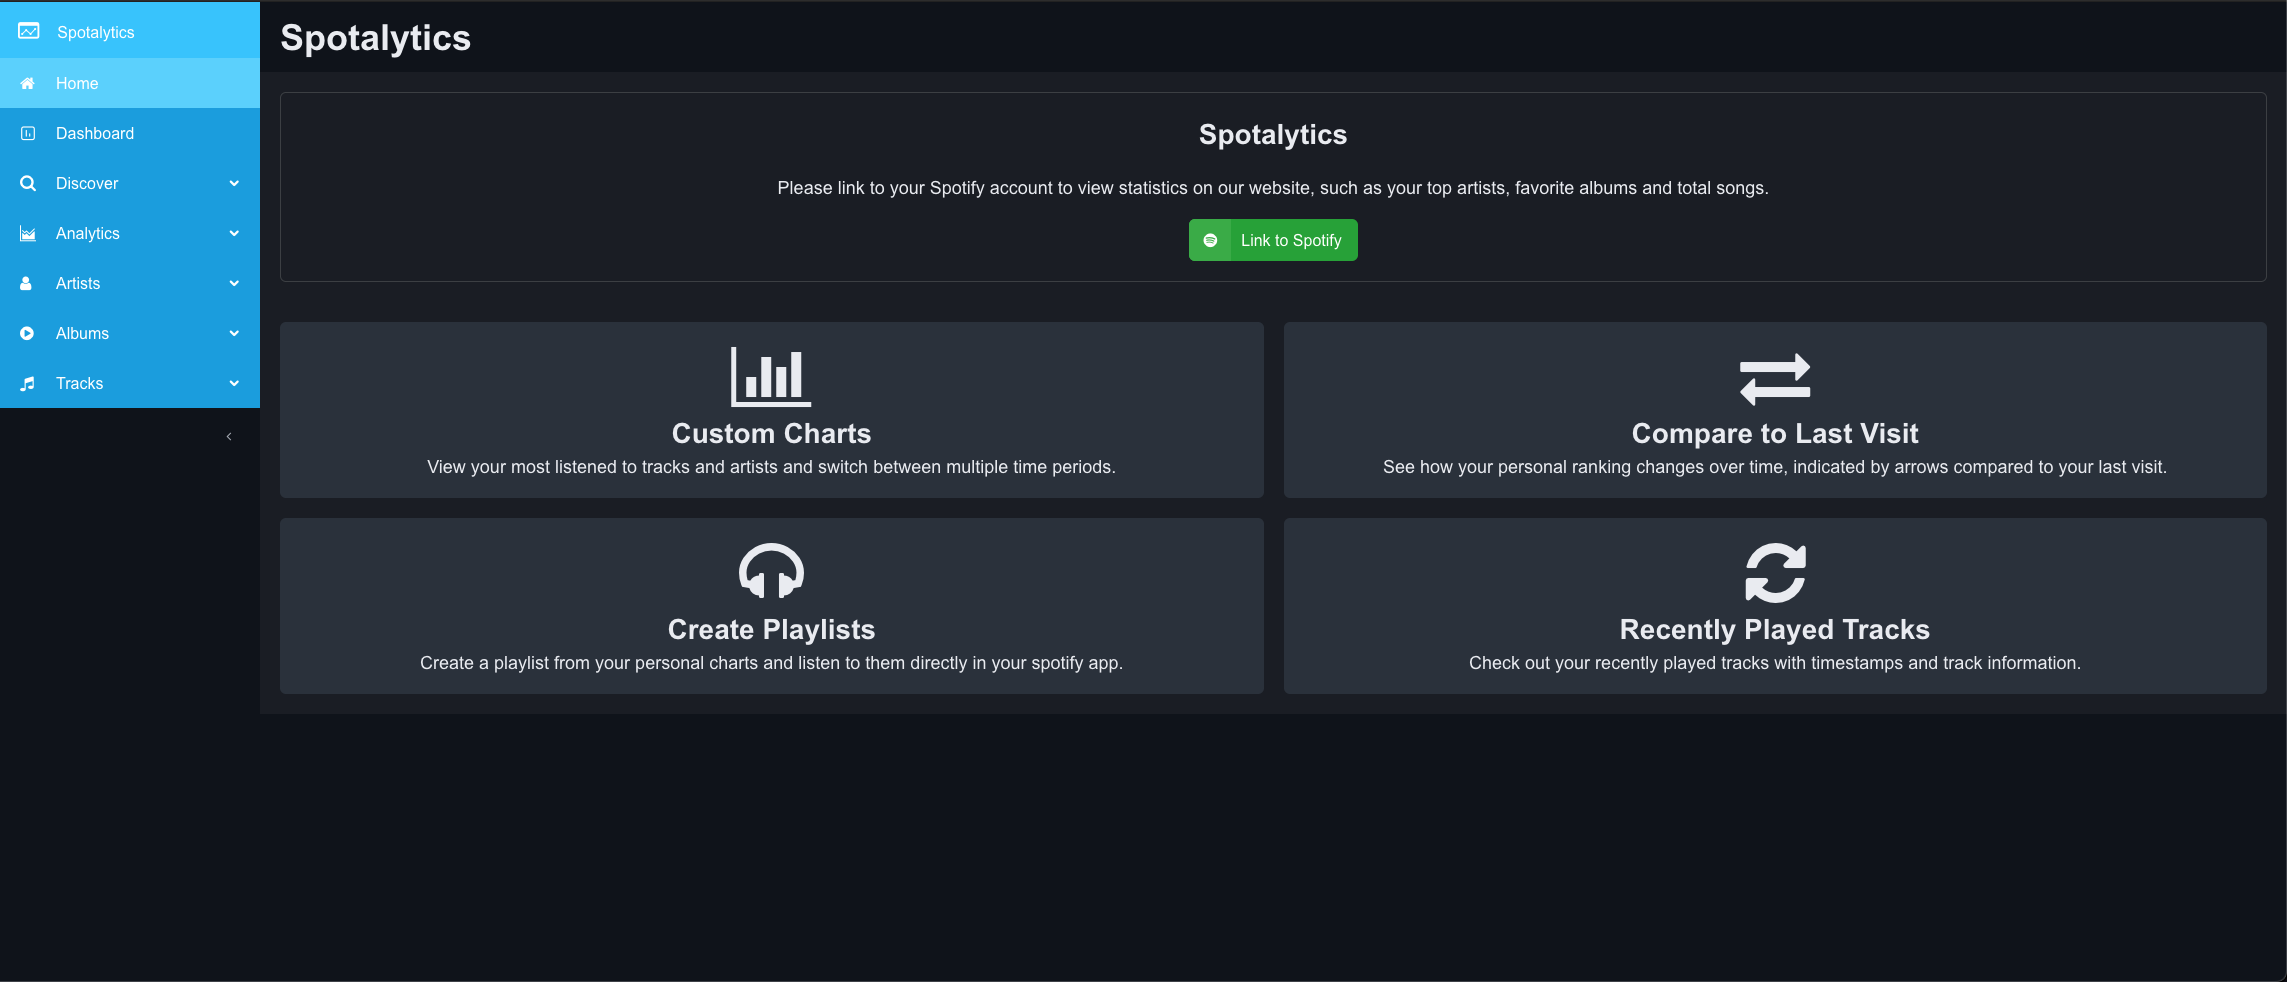 Spotalytics
Home
Dashboard
Discover
Analytics
Artists
Albums
Tracks
Spotalytics
Spotalytics
Please link to your Spotify account to view statistics on our website, such as your top artists, favorite albums and total songs.
Link to Spotify
Custom Charts
View your most listened to tracks and artists and switch between multiple time periods.
Compare to Last Visit
See how your personal ranking changes over time, indicated by arrows compared to your last visit.
Create Playlists
Create a playlist from your personal charts and listen to them directly in your spotify app.
Recently Played Tracks
Check out your recently played tracks with timestamps and track information.